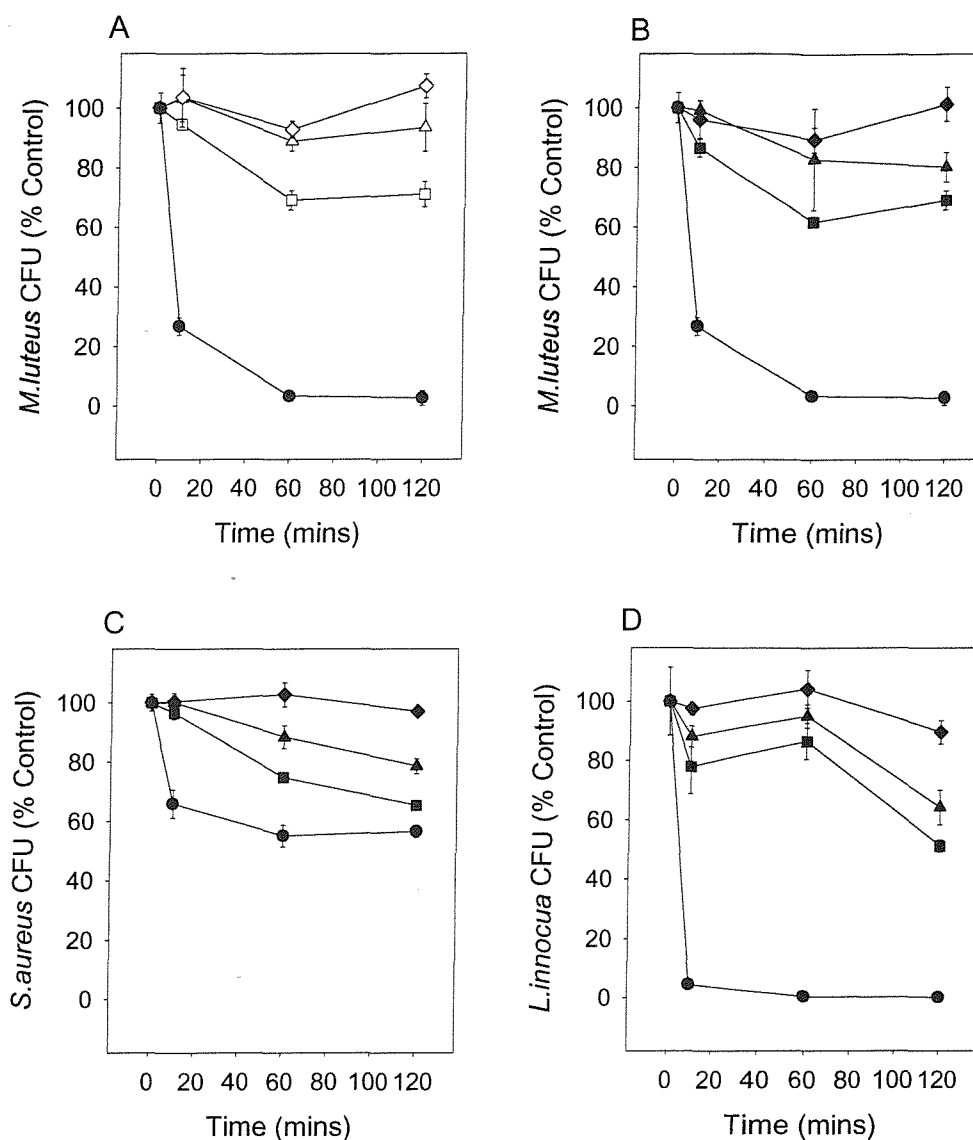 A
M.luteus CFU (% Control)
100
80
60
40
20
0
0 20 40 60 80 100 120
Time (mins)
B
M.luteus CFU (% Control)
100
80
60
40
20
0
0 20 40 60 80 100 120
Time (mins)
C
S.aureus CFU (% Control)
100
80
60
40
20
0
0 20 40 60 80 100 120
Time (mins)
D
L.innocua CFU (% Control)
100
80
60
40
20
0
0 20 40 60 80 100 120
Time (mins)